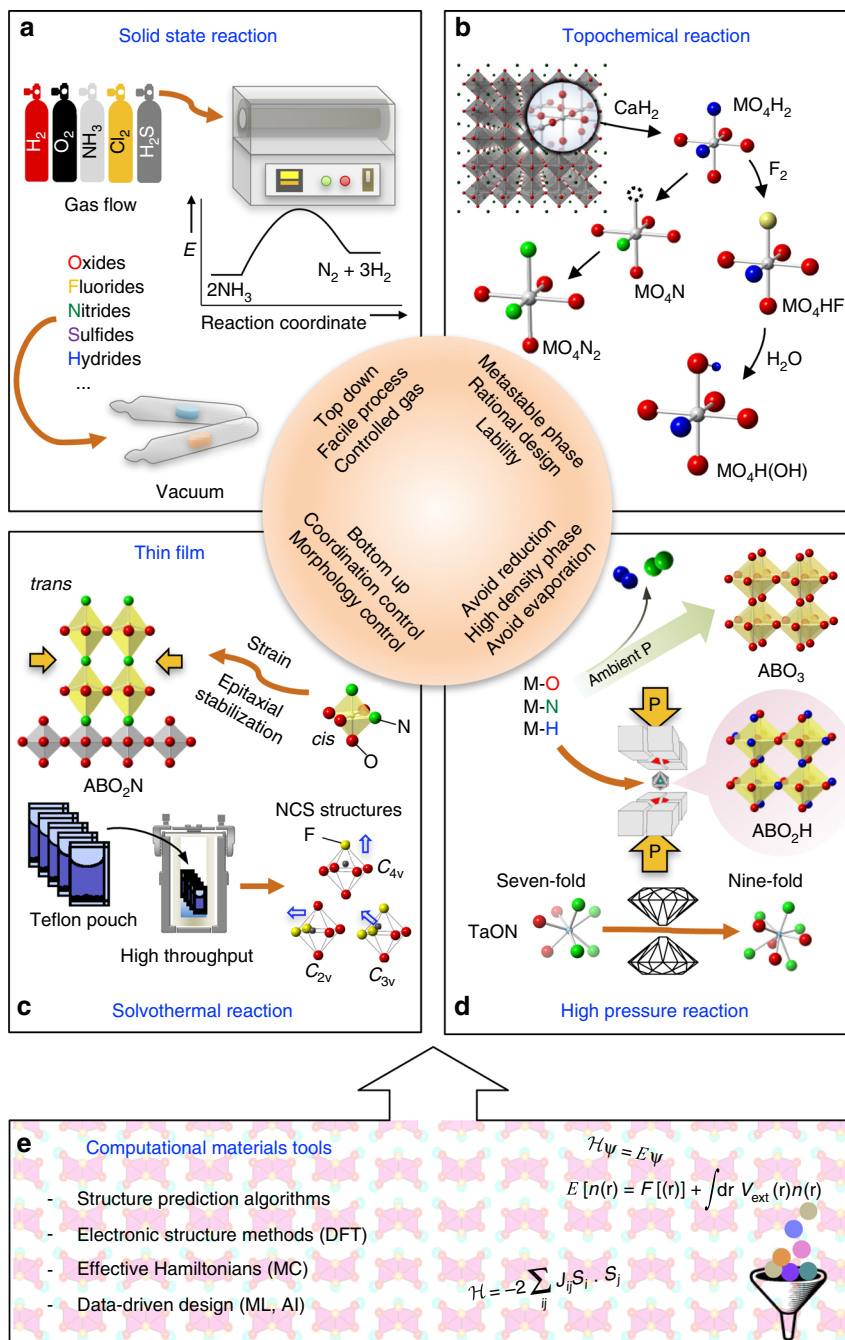 a
Solid state reaction
H2
O2
NH3
Cl2
H2S
Gas flow
E
2NH3
N2 + 3H2
Reaction coordinate
Oxides
Fluorides
Nitrides
Sulfides
Hydrides
...
Vacuum
b
Topochemical reaction
CaH2
MO4H2
F2
MO4N
MO4HF
MO4N2
H2O
MO4H(OH)
Top down
Facile process
Controlled gas
Metastable phase
Rational design
Lability
Bottom up
Coordination control
Morphology control
Avoid reduction
High density phase
Avoid evaporation
Thin film
trans
Strain
Epitaxial
stabilization
cis
N
O
ABO2N
NCS structures
F
C4v
Teflon pouch
High throughput
C2v
C3v
c
Solvothermal reaction
Ambient P
ABO3
M-O
M-N
M-H
P
ABO2H
P
Seven-fold
Nine-fold
TaON
d
High pressure reaction
e
Computational materials tools
- Structure prediction algorithms
- Electronic structure methods (DFT)
- Effective Hamiltonians (MC)
- Data-driven design (ML, AI)
ℋψ = Eψ
E [n(r) = F [(r)] + ∫dr Vext (r)n(r)
ℋ = −2 ∑ij JijSi . Sj